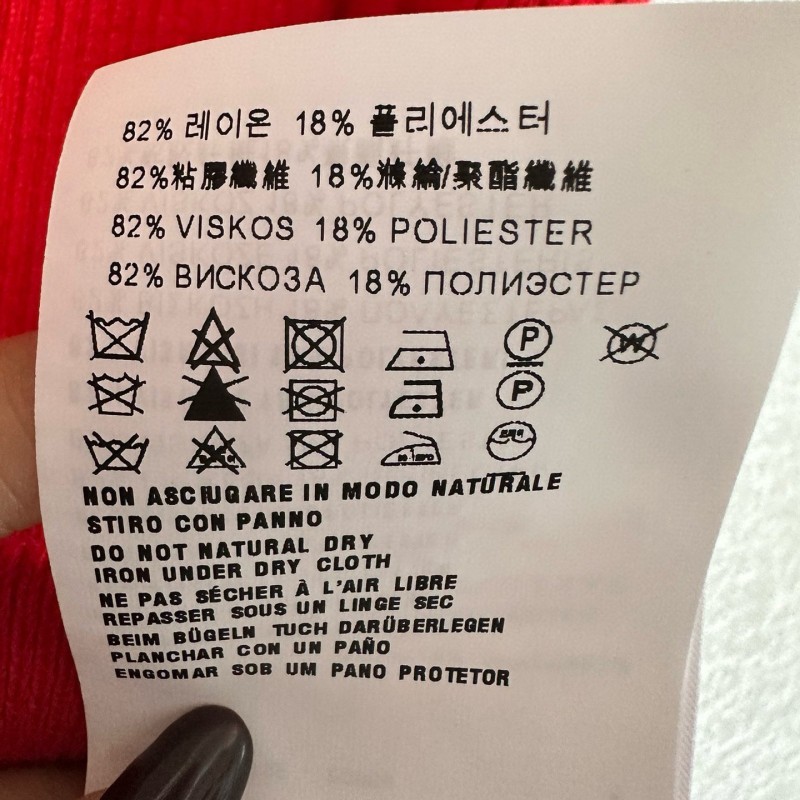 82% 레이온 18% 폴리에스터
82%粘膠纖維 18%滌綸/聚酯纖維
82% VISKOS 18% POLIESTER
82% ВИСКОЗА 18% ПОЛИЭСТЕР
P W
P
NON ASCIUGARE IN MODO NATURALE
STIRO CON PANNO
DO NOT NATURAL DRY
IRON UNDER DRY CLOTH
NE PAS SÉCHER À L'AIR LIBRE
REPASSER SOUS UN LINGE SEC
BEIM BÜGELN TUCH DARÜBERLEGEN
PLANCHAR CON UN PAÑO
ENGOMAR SOB UM PANO PROTETOR